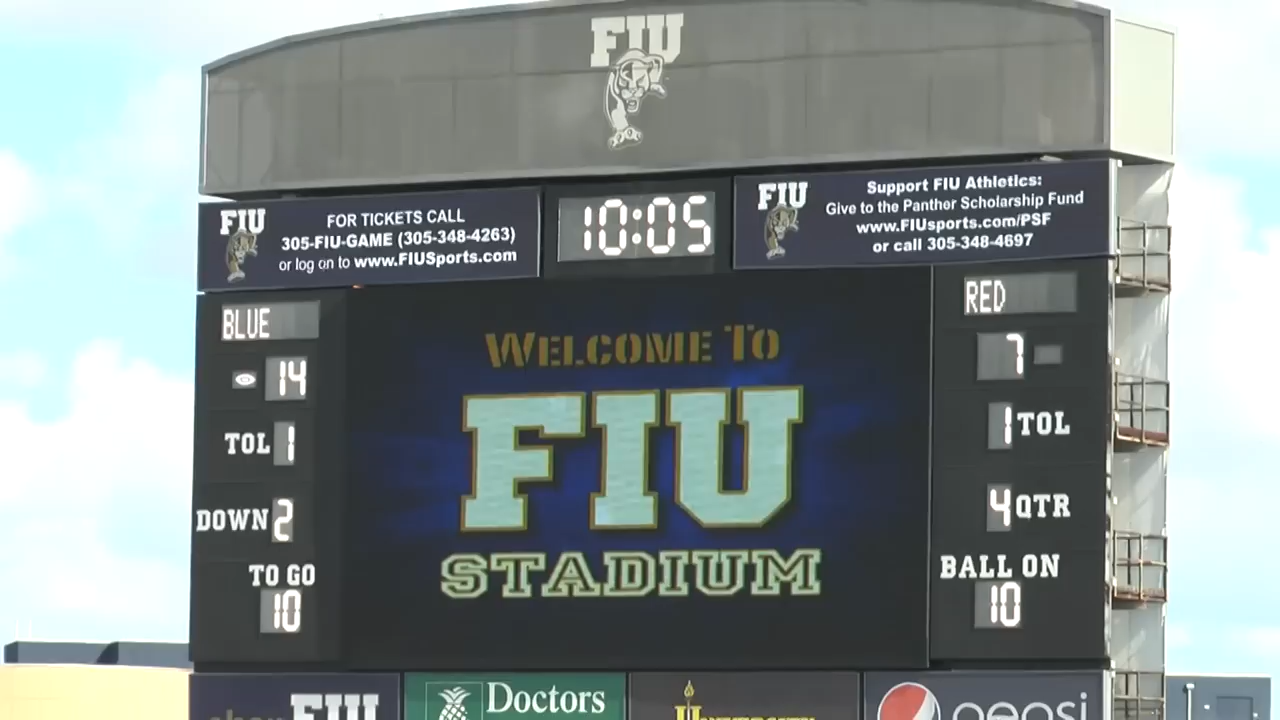 FIU
FIU
FOR TICKETS CALL
305-FIU-GAME (305-348-4263)
or log on to www.FIUSports.com
10:05
FIU
Support FIU Athletics:
Give to the Panther Scholarship Fund
www.FIUsports.com/PSF
or call 305-348-4697
BLUE
14
TOL 1
DOWN 2
TO GO
10
WELCOME TO
FIU
STADIUM
RED
7
1 TOL
4 QTR
BALL ON
10
FIU
Doctors
UNIVERSITY
pepsi